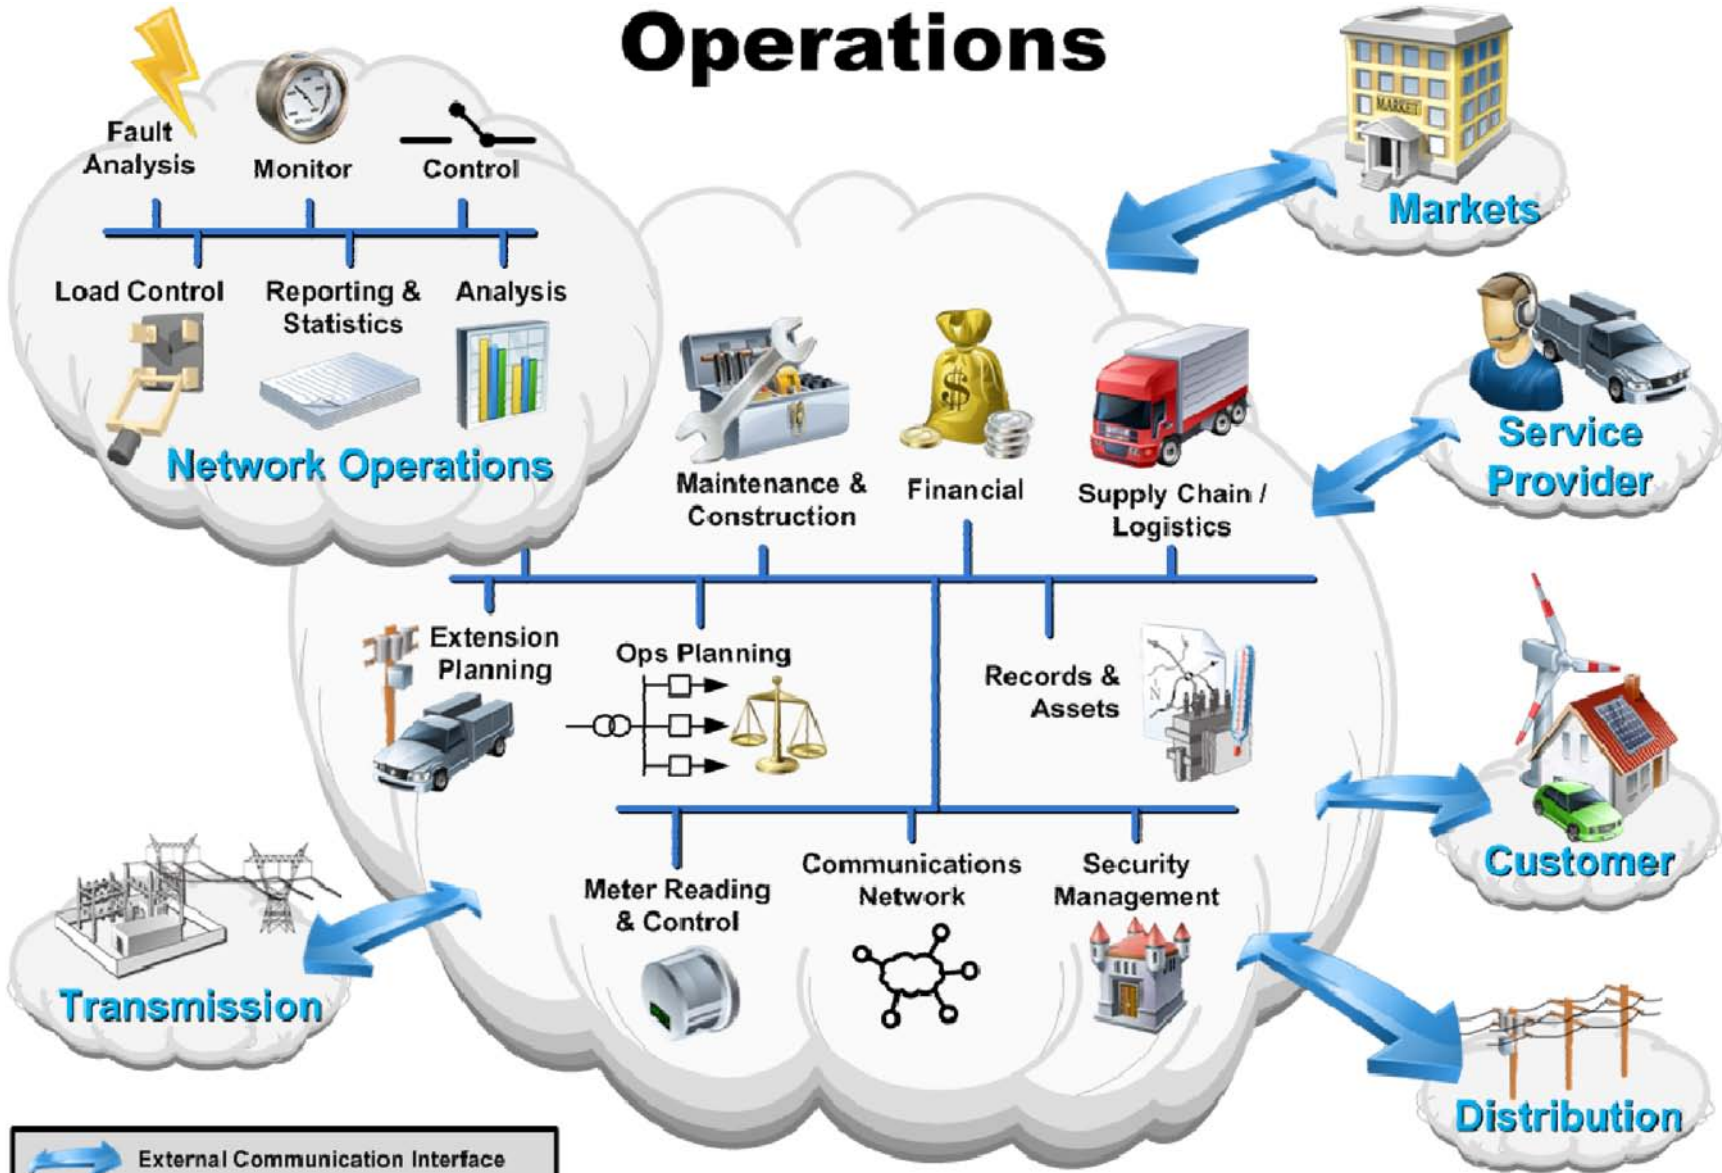 Operations
Fault
Analysis
Monitor
Control
Load Control
Reporting &
Statistics
Analysis
Network Operations
MARKET
Markets
Service
Provider
Maintenance &
Construction
Financial
$
Supply Chain /
Logistics
Extension
Planning
Ops Planning
Records &
Assets
N
Customer
Meter Reading
& Control
Communications
Network
Security
Management
Transmission
Distribution
External Communication Interface